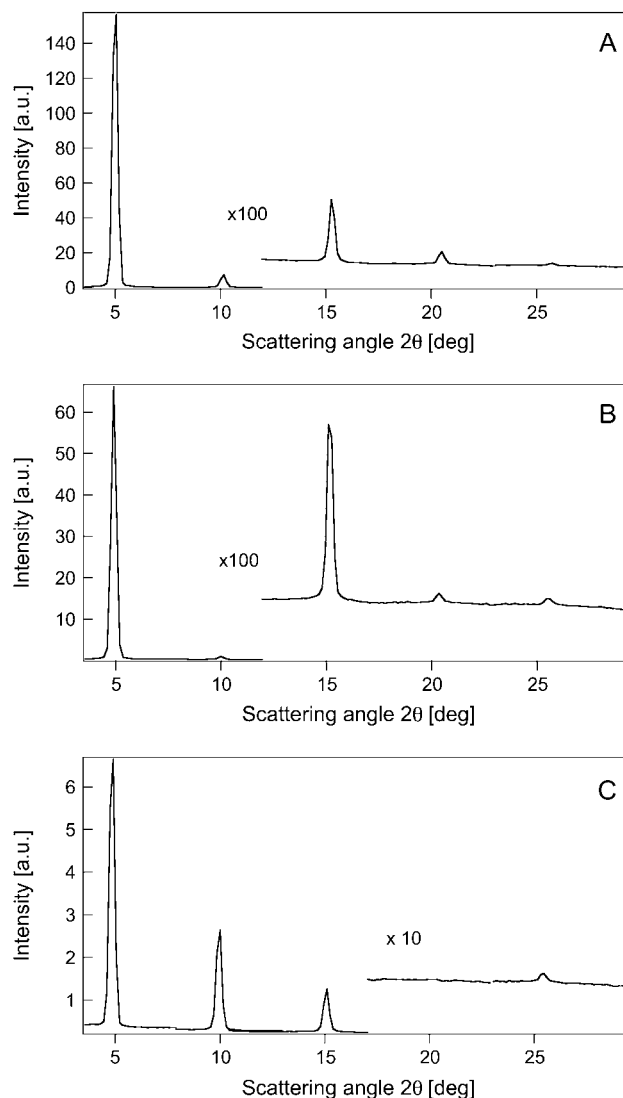 A
140
120
100
80
60
40
20
0
Intensity [a.u.]
x100
5 10 15 20 25
Scattering angle 2θ [deg]
B
60
50
40
30
20
10
Intensity [a.u.]
x100
5 10 15 20 25
Scattering angle 2θ [deg]
C
6
5
4
3
2
1
Intensity [a.u.]
x 10
5 10 15 20 25
Scattering angle 2θ [deg]